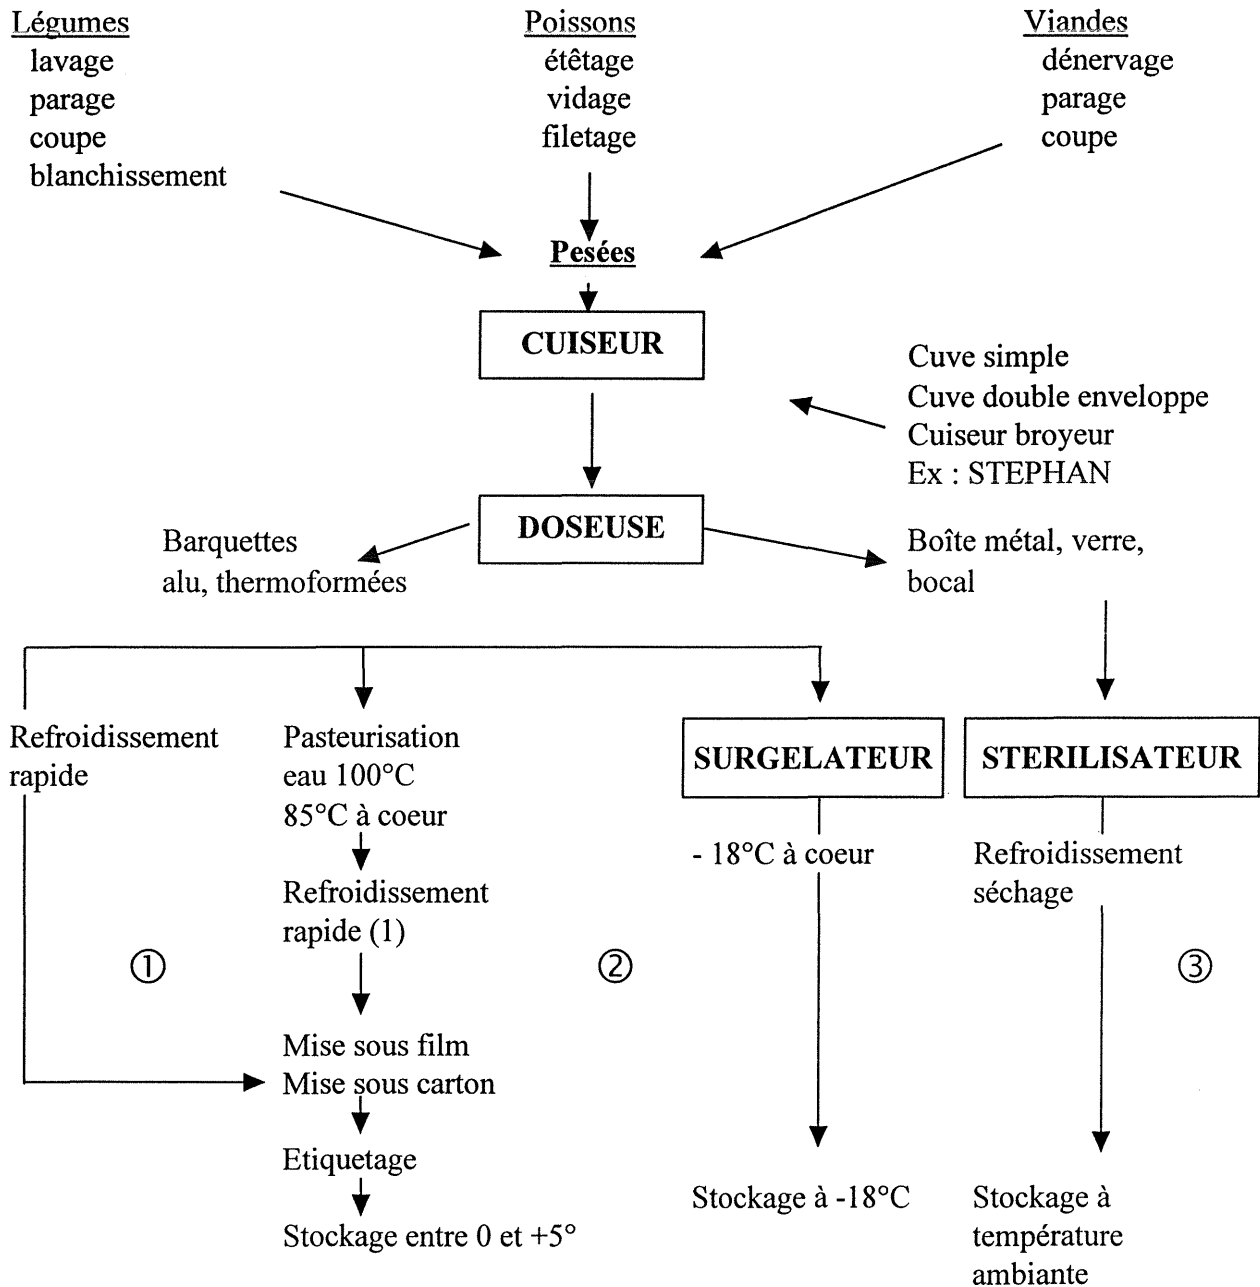 Légumes
lavage
parage
coupe
blanchissement
Poissons
étêtage
vidage
filetage
Viandes
dénervage
parage
coupe
Pesées
CUISEUR
Cuve simple
Cuve double enveloppe
Cuiseur broyeur
Ex : STEPHAN
DOSEUSE
Barquettes
alu, thermoformées
Boîte métal, verre,
bocal
Refroidissement
rapide
Pasteurisation
eau 100°C
85°C à coeur
Refroidissement
rapide (1)
Mise sous film
Mise sous carton
Etiquetage
Stockage entre 0 et +5°
①
②
SURGELATEUR
- 18°C à coeur
Stockage à -18°C
STERILISATEUR
Refroidissement
séchage
③
Stockage à
température
ambiante